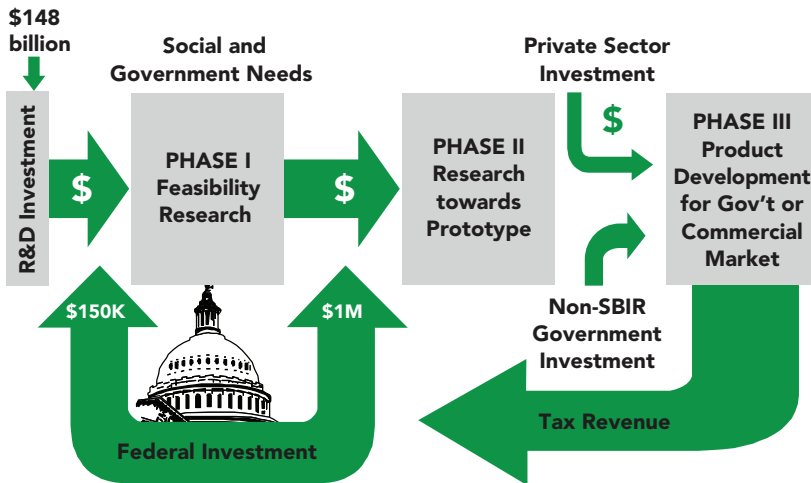 $148
billion
R&D Investment
$
Social and
Government Needs
PHASE I
Feasibility
Research
$
PHASE II
Research
towards
Prototype
Private Sector
Investment
$
PHASE III
Product
Development
for Gov't or
Commercial
Market
$150K
$1M
Federal Investment
Non-SBIR
Government
Investment
Tax Revenue